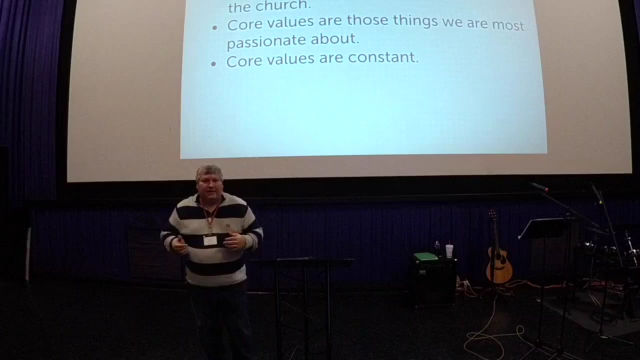 the church.
• Core values are those things we are most
passionate about.
• Core values are constant.